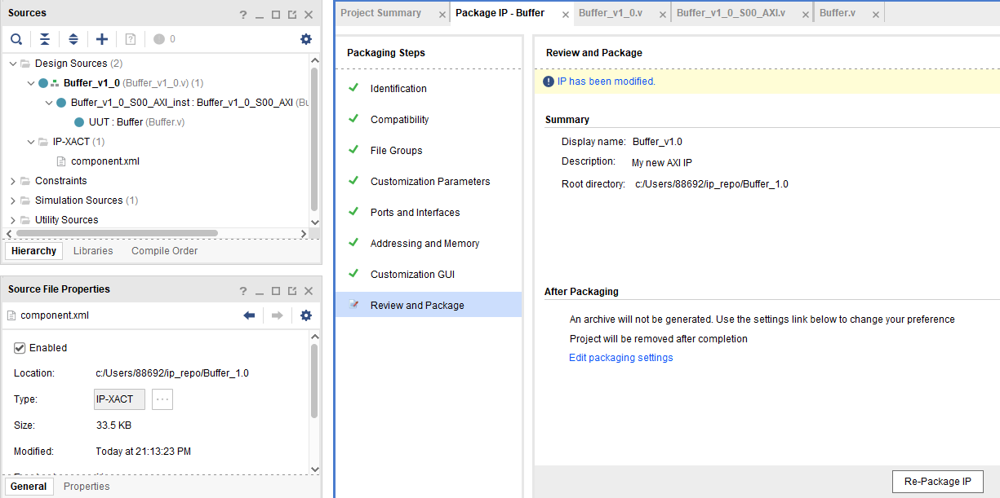 Sources
? _
0
Design Sources (2)
Buffer_v1_0 (Buffer_v1_0.v) (1)
Buffer_v1_0_S00_AXI_inst : Buffer_v1_0_S00_AXI (Bu
UUT : Buffer (Buffer.v)
IP-XACT (1)
component.xml
Constraints
Simulation Sources (1)
Utility Sources
Hierarchy Libraries Compile Order
Source File Properties
? _
component.xml
Enabled
Location: c:/Users/88692/ip_repo/Buffer_1.0
Type: IP-XACT ...
Size: 33.5 KB
Modified: Today at 21:13:23 PM
General Properties
Project Summary Package IP - Buffer Buffer_v1_0.v Buffer_v1_0_S00_AXI.v Buffer.v
Packaging Steps
Identification
Compatibility
File Groups
Customization Parameters
Ports and Interfaces
Addressing and Memory
Customization GUI
Review and Package
Review and Package
IP has been modified.
Summary
Display name: Buffer_v1.0
Description: My new AXI IP
Root directory: c:/Users/88692/ip_repo/Buffer_1.0
After Packaging
An archive will not be generated. Use the settings link below to change your preference
Project will be removed after completion
Edit packaging settings
Re-Package IP